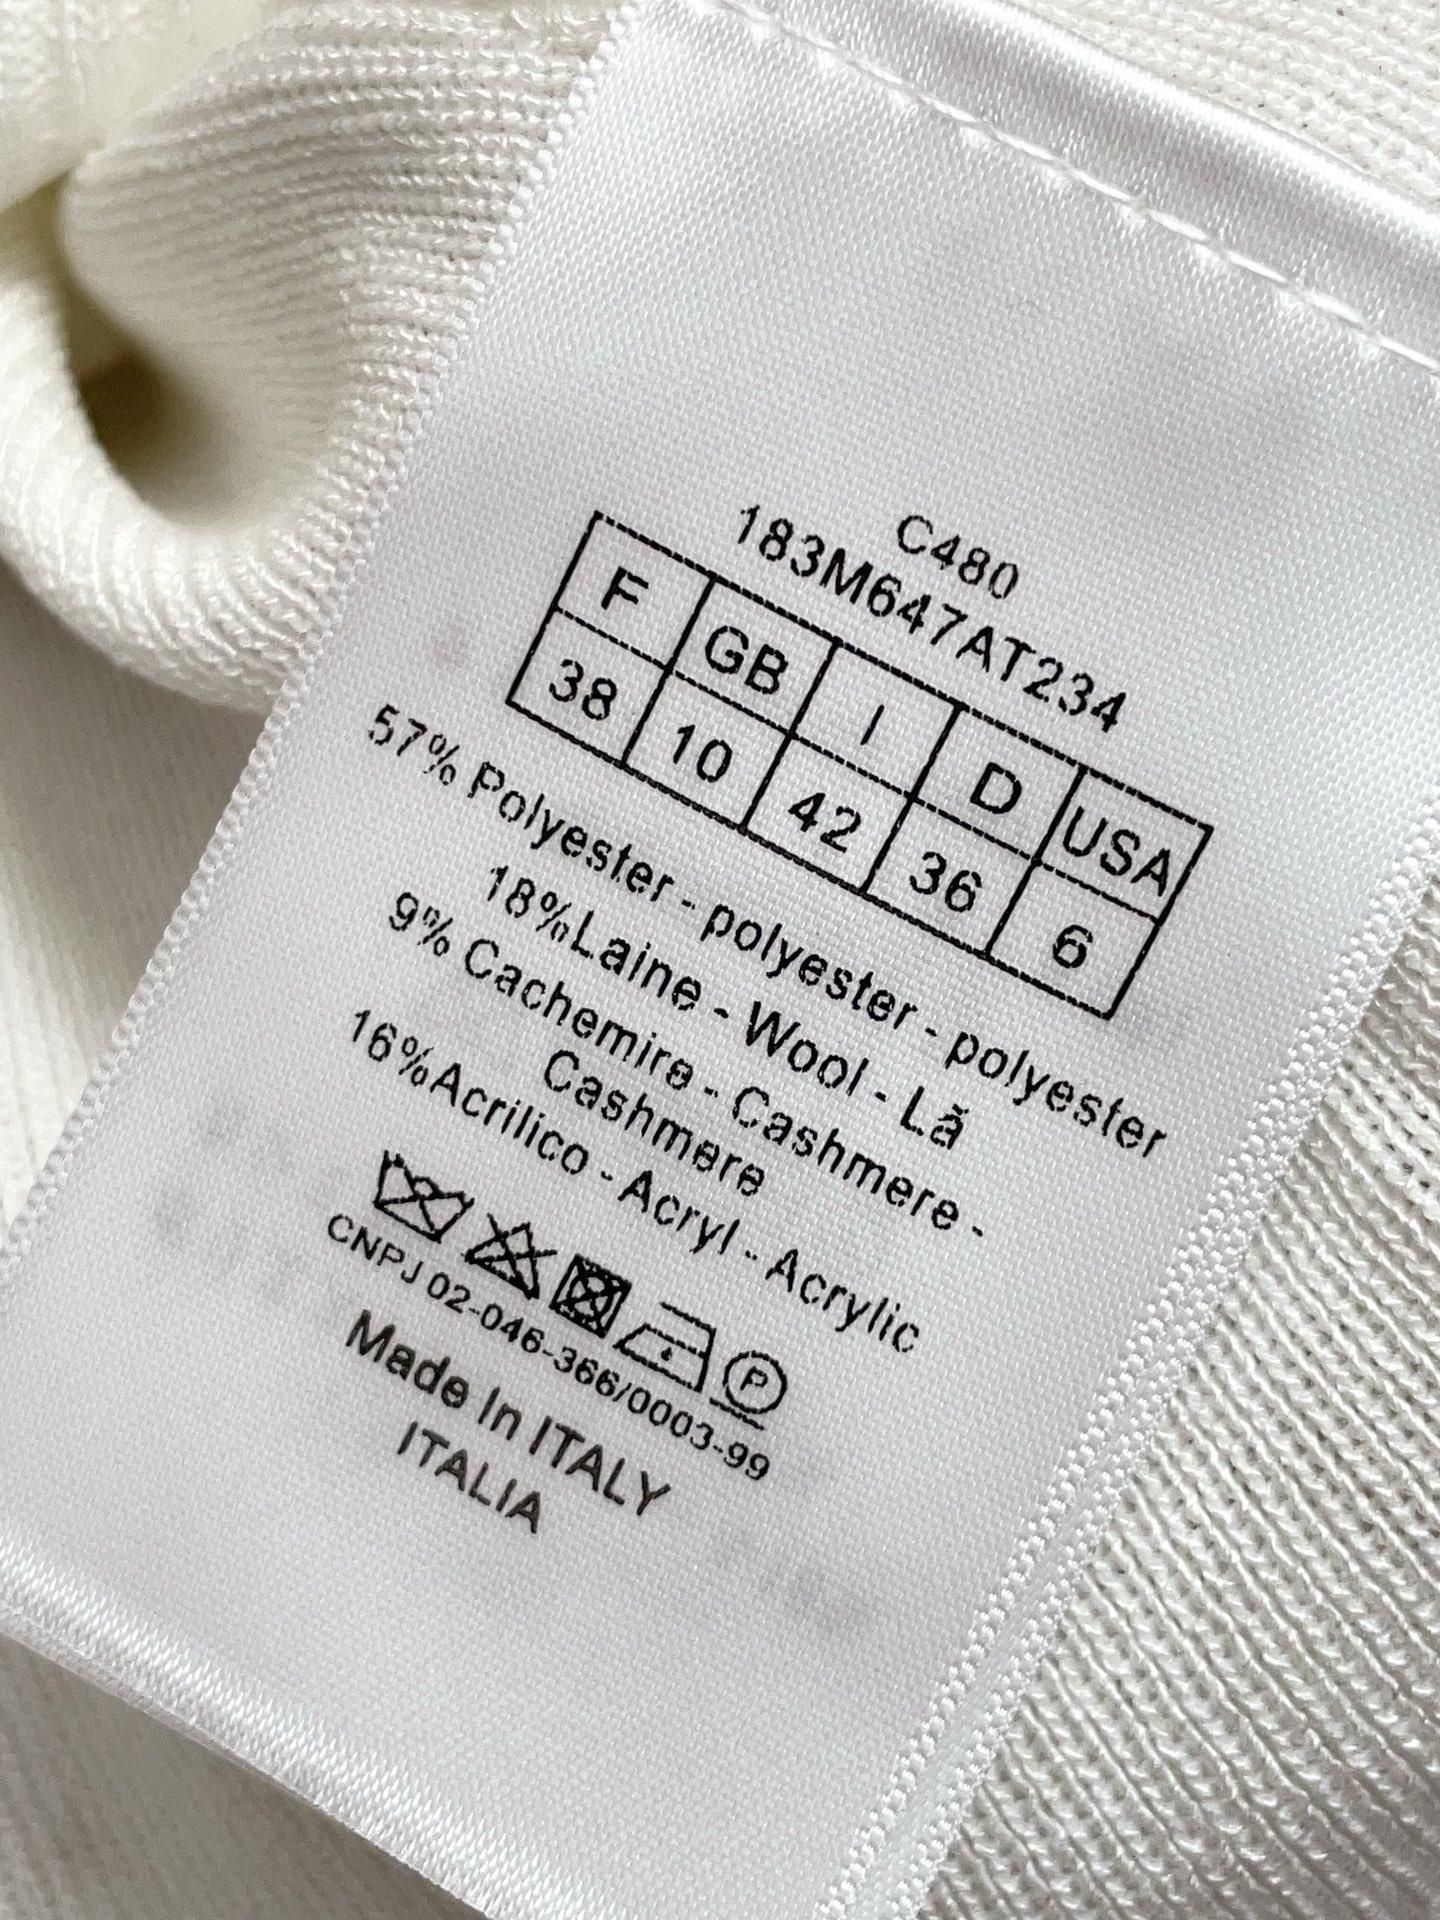 C480
183M647AT234
F GB I D USA
38 10 42 36 6
57% Polyester - polyester - polyester
18%Laine - Wool - Lã
9% Cachemire - Cashmere -
Cashmere
16%Acrilico - Acryl - Acrylic
P
CNPJ 02-046-366/0003-99
Made In ITALY
ITALIA